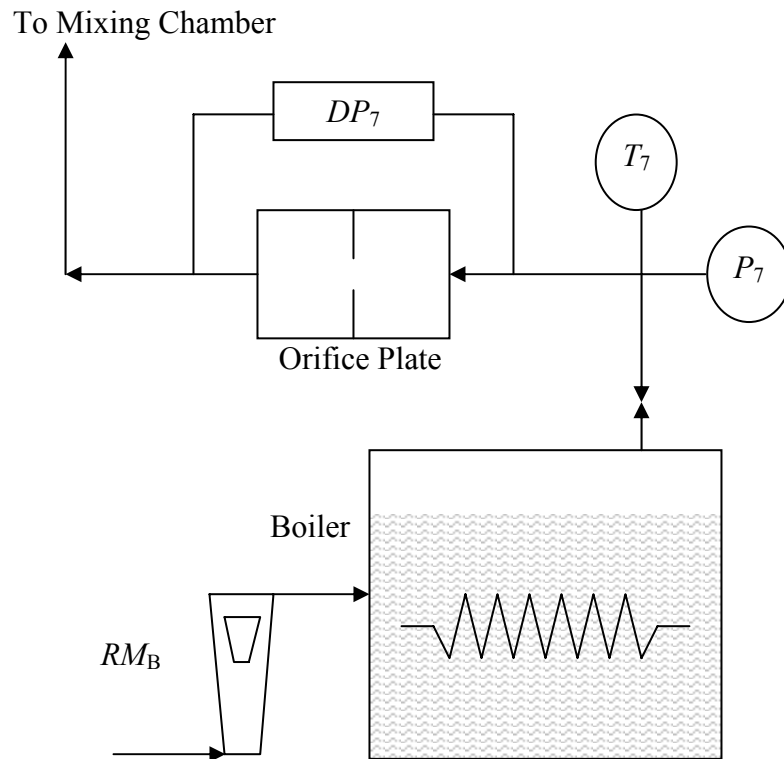 To Mixing Chamber
DP7
T7
P7
Orifice Plate
Boiler
RMB